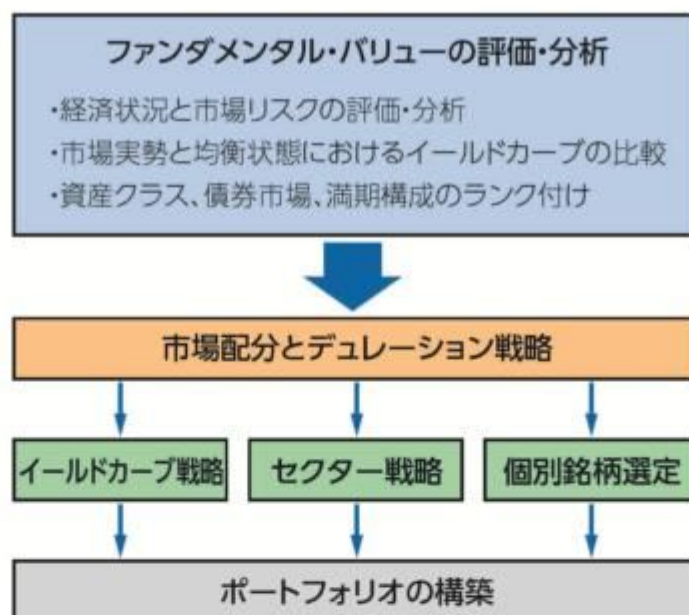 ファンダメンタル・バリューの評価・分析
・経済状況と市場リスクの評価・分析
・市場実勢と均衡状態におけるイールドカーブの比較
・資産クラス、債券市場、満期構成のランク付け
市場配分とデュレーション戦略
イールドカーブ戦略
セクター戦略
個別銘柄選定
ポートフォリオの構築